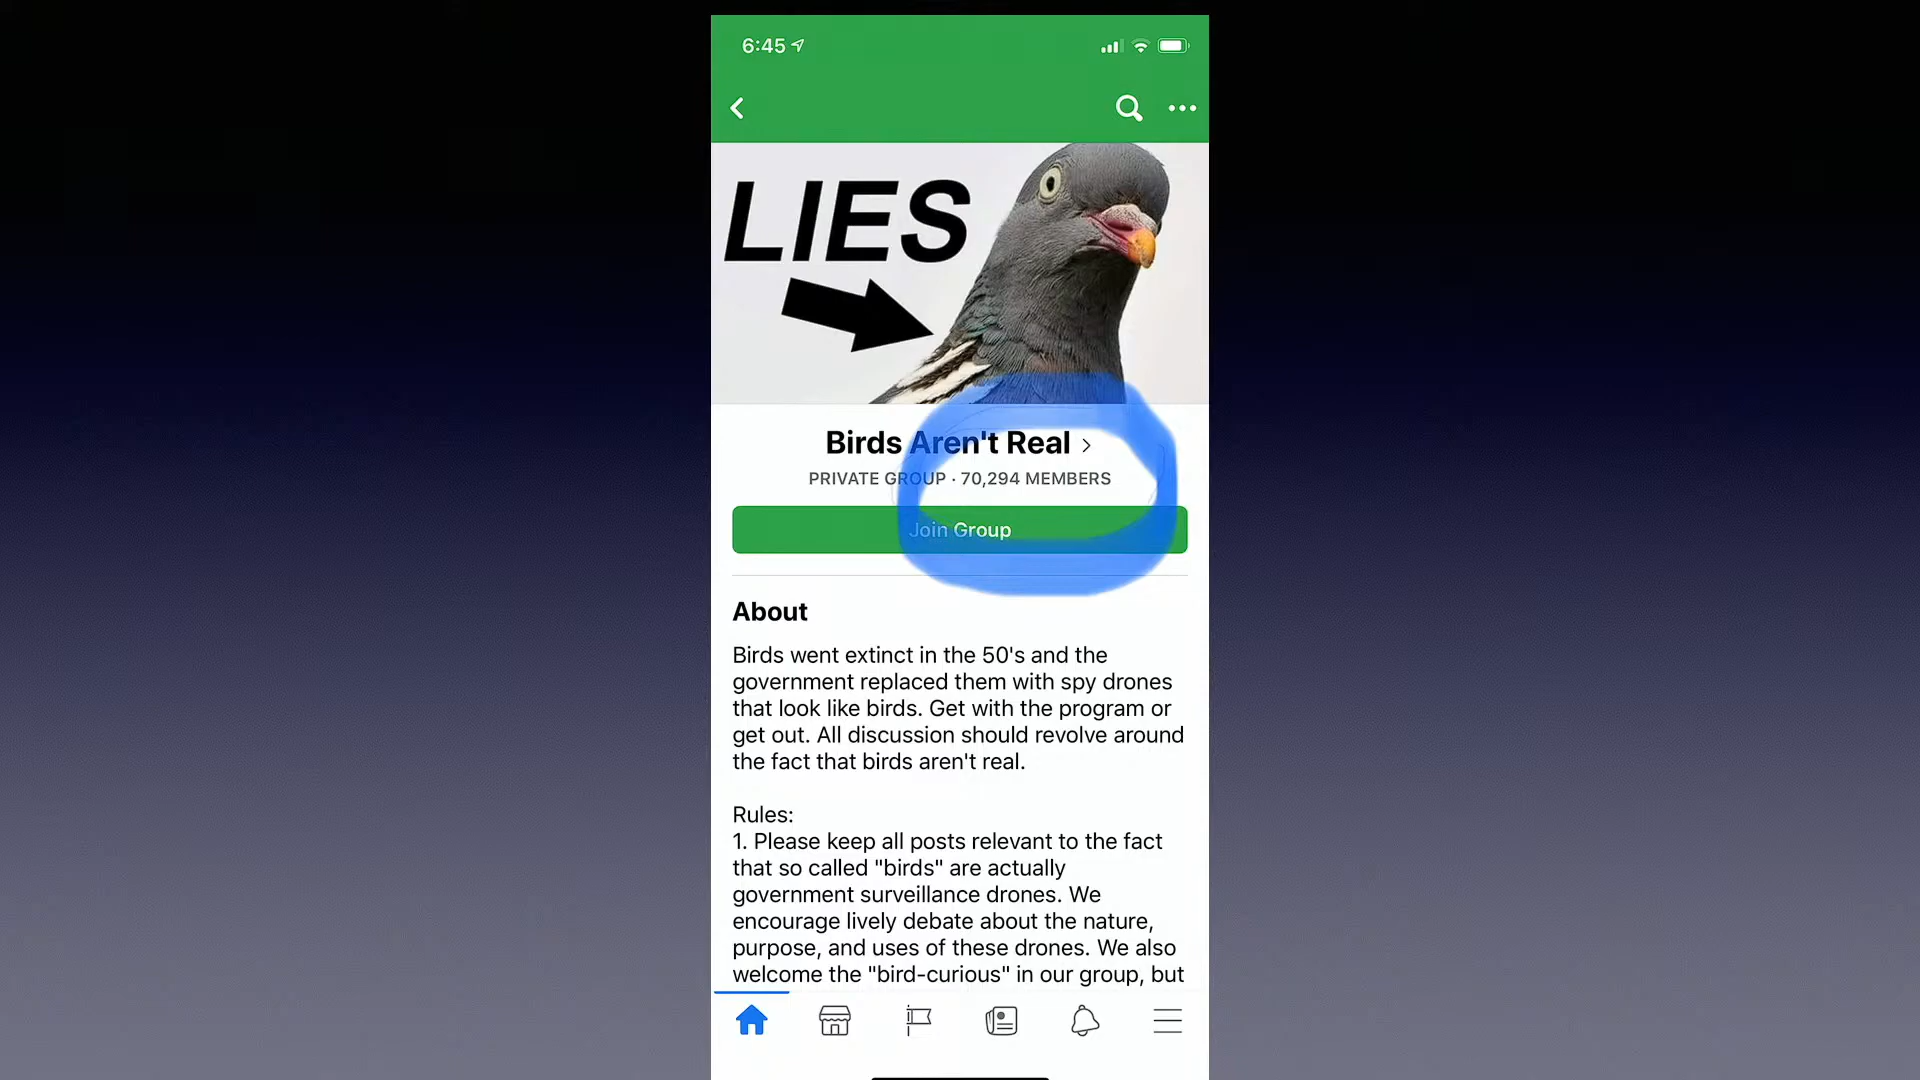 6:45
LIES
Birds Aren't Real
PRIVATE GROUP · 70,294 MEMBERS
Join Group
About
Birds went extinct in the 50's and the
government replaced them with spy drones
that look like birds. Get with the program or
get out. All discussion should revolve around
the fact that birds aren't real.
Rules:
1. Please keep all posts relevant to the fact
that so called "birds" are actually
government surveillance drones. We
encourage lively debate about the nature,
purpose, and uses of these drones. We also
welcome the "bird-curious" in our group, but